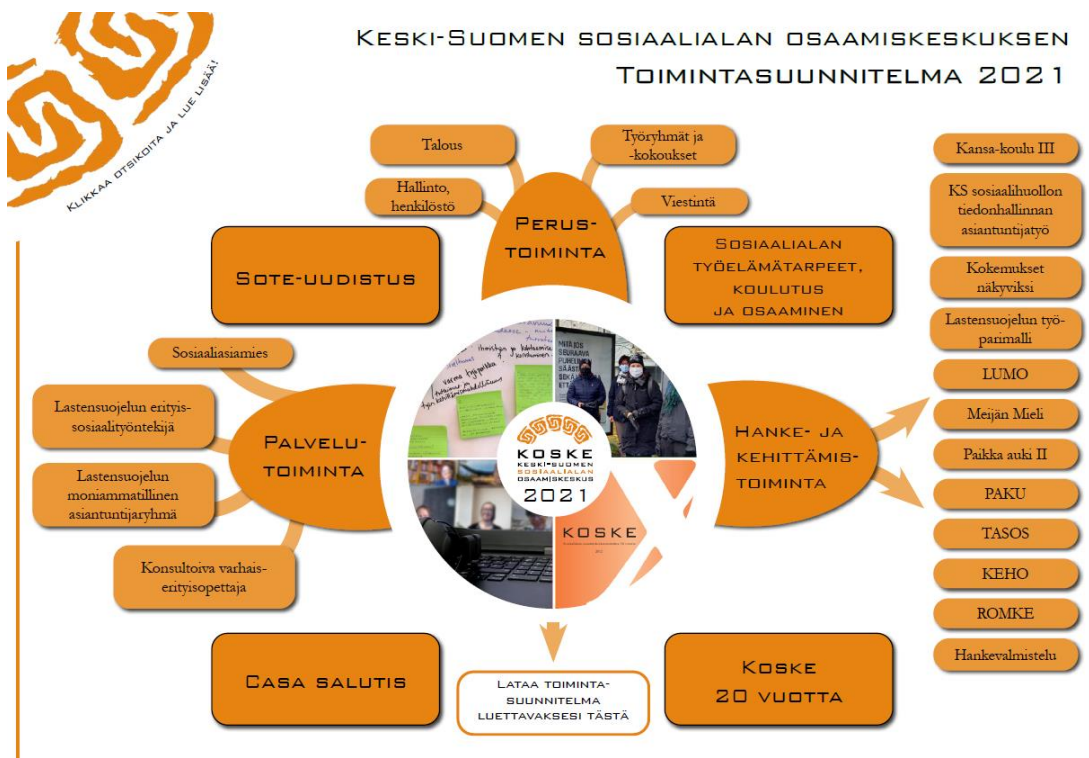 KESKI-SUOMEN SOSIAALIALAN OSAAMISKESKUKSEN
TOIMINTASUUNNITELMA 2021
KLIKKAA OTSIKOITA JA LUE LISÄÄ!
Talous
Hallinto,
henkilöstö
Työryhmät ja
-kokoukset
Viestintä
PERUS-
TOIMINTA
SOTE-UUDISTUS
SOSIAALIALAN
TYÖELÄMÄTARPEET,
KOULUTUS
JA OSAAMINEN
Sosiaaliasiamies
Lastensuojelun erityis-
sosiaalityöntekijä
Lastensuojelun
moniammatillinen
asiantuntijaryhmä
Konsultoiva varhais-
erityisopettaja
PALVELU-
TOIMINTA
KOSKE
KESKI-SUOMEN
SOSIAALIALAN
OSAAMISKESKUS
2021
KOSKE
HANKE- JA
KEHITTÄMIS-
TOIMINTA
Kansa-koulu III
KS sosiaalihuollon
tiedonhallinnan
asiantuntijatyö
Kokemukset
näkyviksi
Lastensuojelun työ-
parimalli
LUMO
Meijän Mieli
Paikka auki II
PAKU
TASOS
KEHO
ROMKE
Hankevalmistelu
CASA SALUTIS
LATAA TOIMINTA-
SUUNNITELMA
LUETTAVAKSESI TÄSTÄ
KOSKE
20 VUOTTA